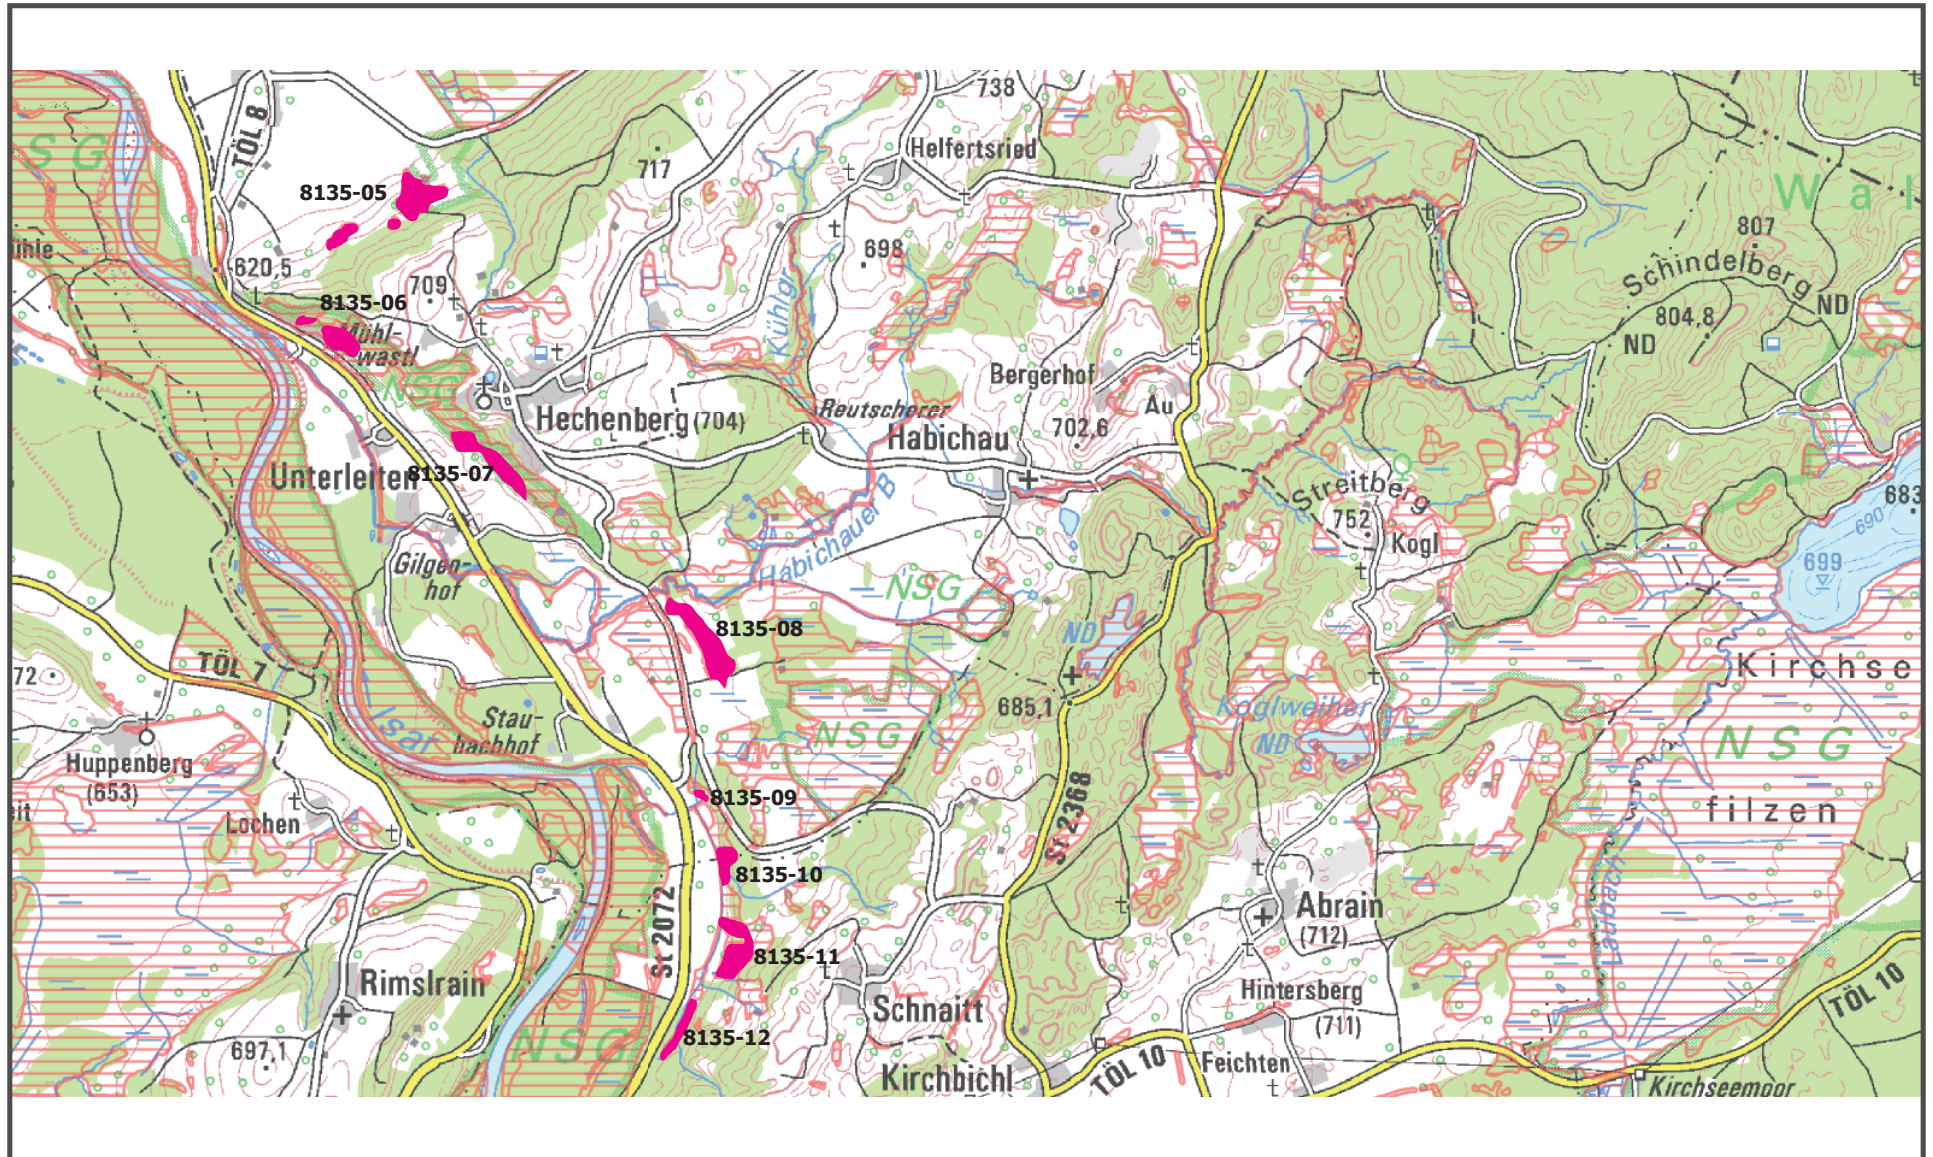 738
TÖL 8
S G
Helfertsried
717
8135-05
W a l
807
698
620,5
Schindelberg
709
8135-06
ND
804,8
Mühl-
wastl
ND
Kühlgr
NSG
Bergerhof
Au
Hechenberg (704)
Reutscherer
Habichau
702,6
Unterleiten
8135-07
Streitberg
752
683
690
Kogl
Habichauer B
699
Gilgen-
hof
NSG
8135-08
ND
TÖL 7
72
Kirchse
685,1
Koglweiher
Isar
Stau-
bachhof
NSG
ND
NSG
Huppenberg
(653)
8135-09
filzen
Lochen
St 2368
8135-10
St 2072
Abrain
(712)
8135-11
Rimslrain
Schnaitt
Hintersberg
(711)
TÖL 10
8135-12
NSG
697,1
Kirchbichl
TÖL 10
Feichten
Kirchseemoor